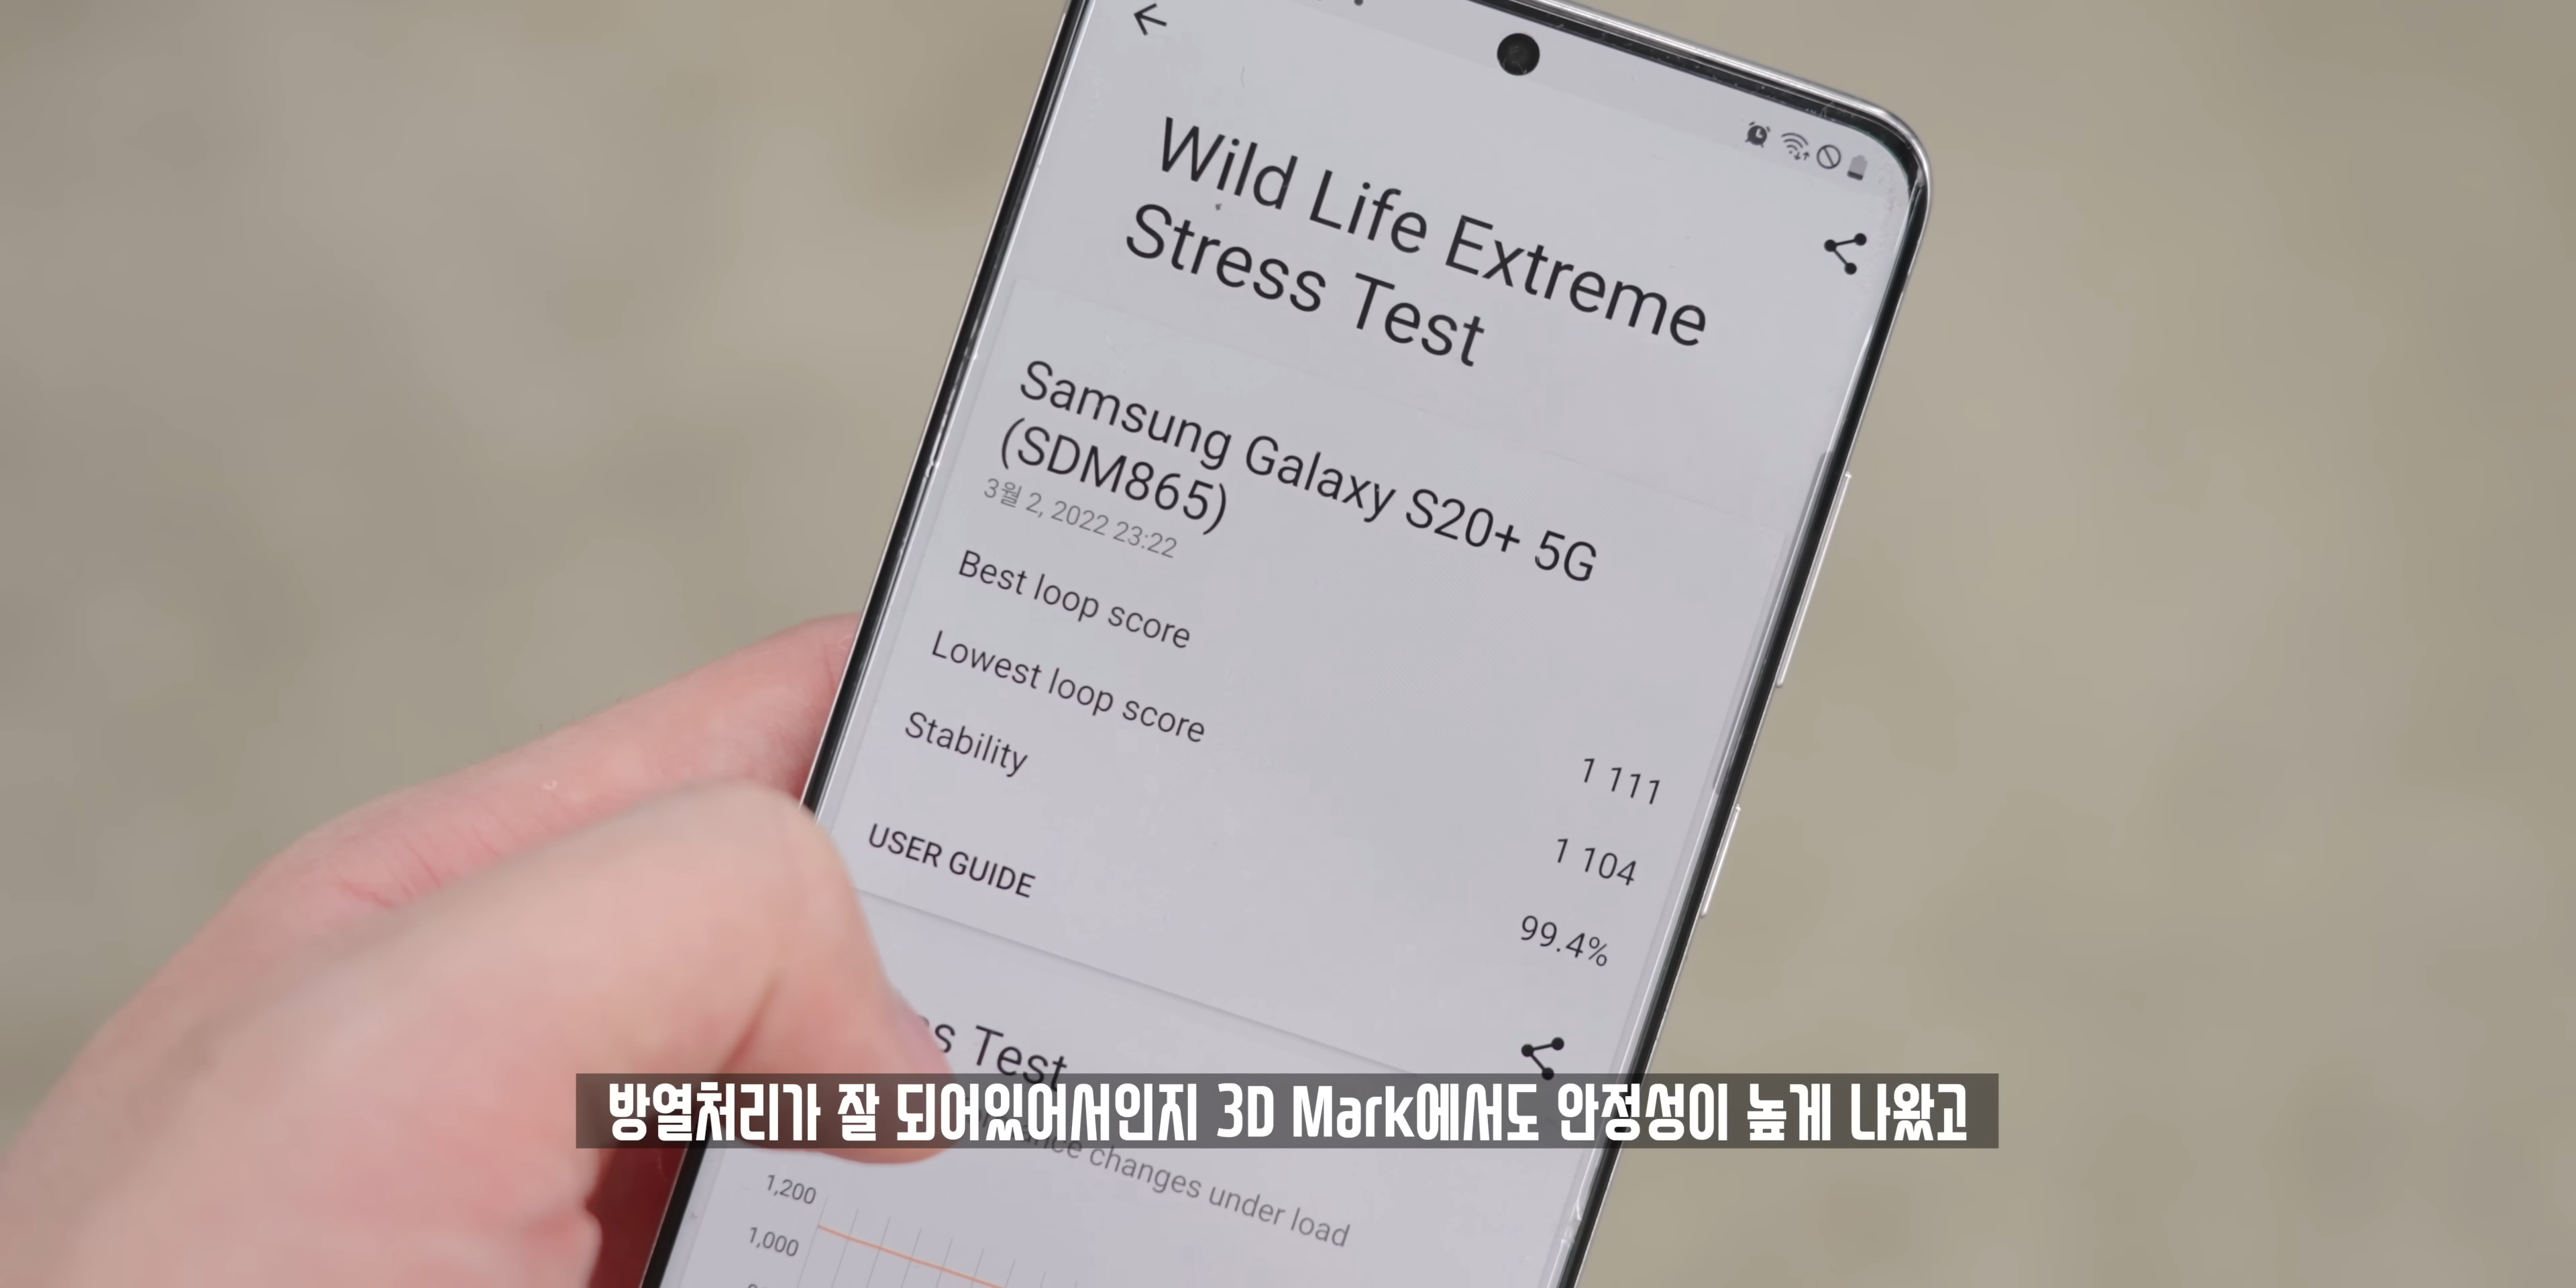 Wild Life Extreme
Stress Test
Samsung Galaxy S20+ 5G
(SDM865)
3월 2, 2022 23:22
Best loop score
1 111
Lowest loop score
1 104
Stability
99.4%
USER GUIDE
Test
방열처리가 잘 되어있어서인지 3D Mark에서도 안정성이 높게 나왔고
changes under load
1,200
1,000